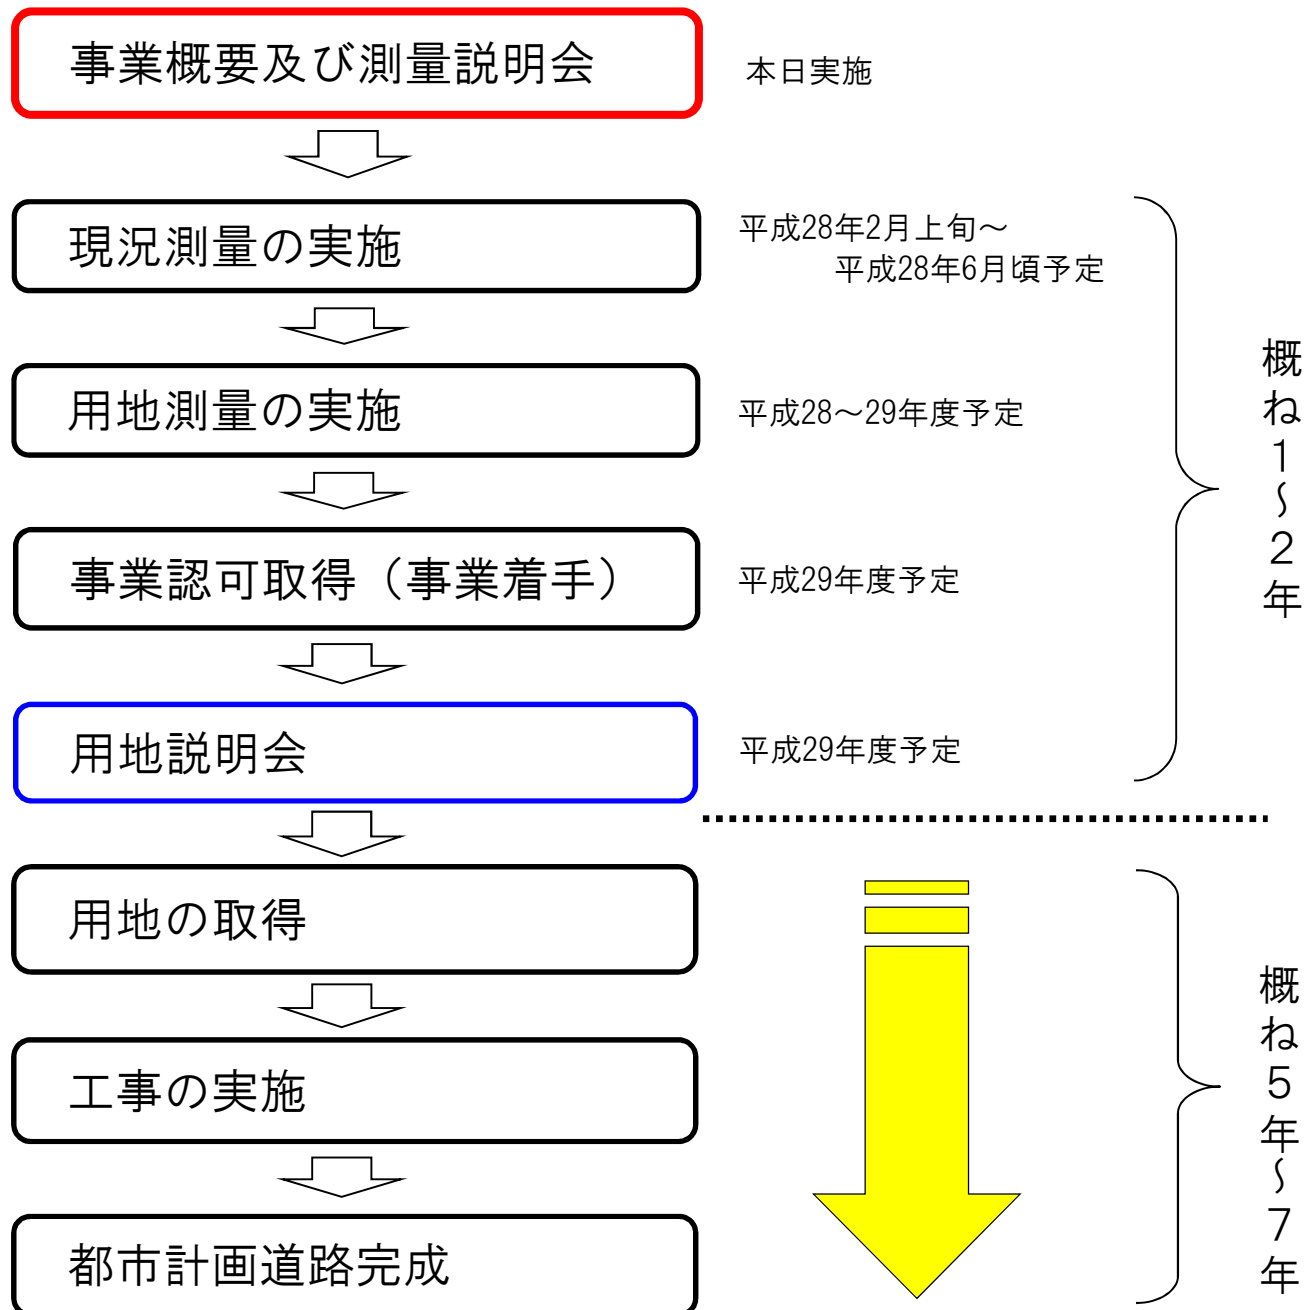 事業概要及び測量説明会
本日実施
現況測量の実施
平成28年2月上旬～
平成28年6月頃予定
用地測量の実施
平成28～29年度予定
事業認可取得（事業着手）
平成29年度予定
用地説明会
平成29年度予定
概ね1～2年
用地の取得
工事の実施
都市計画道路完成
概ね5年～7年